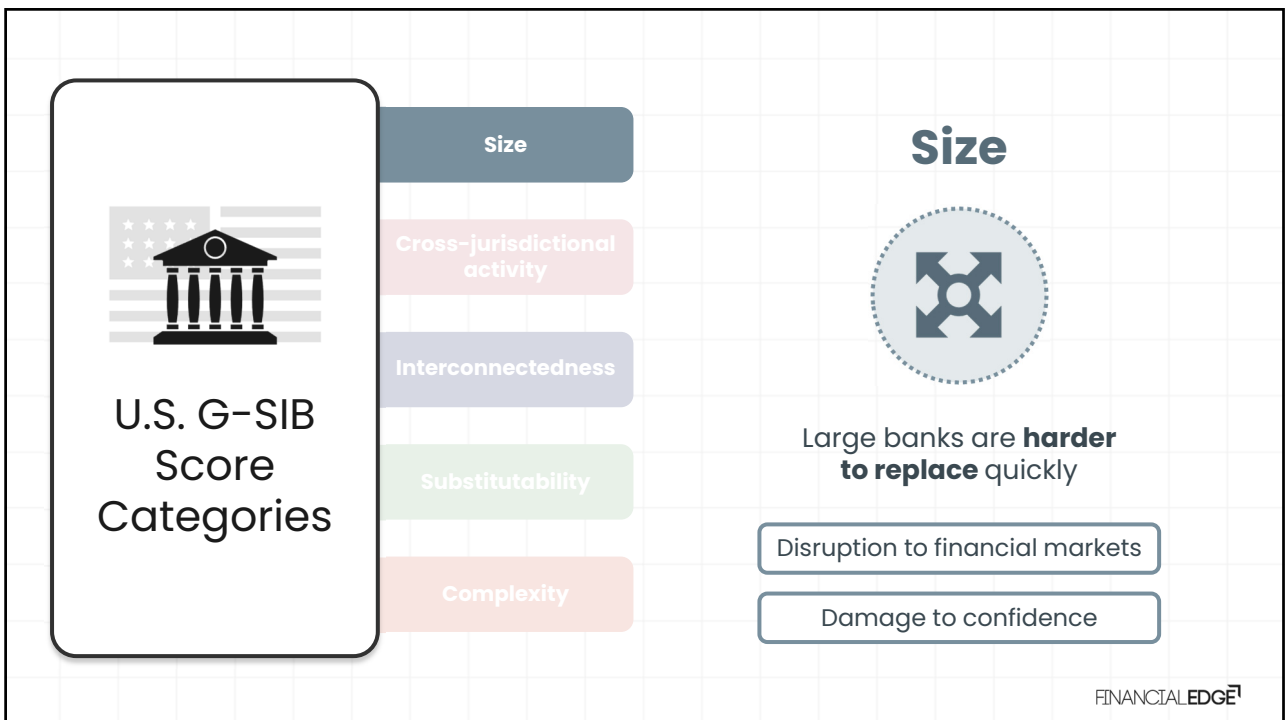 U.S. G-SIB
Score
Categories
Size
Cross-jurisdictional
activity
Interconnectedness
Substitutability
Complexity
Size
Large banks are harder
to replace quickly
Disruption to financial markets
Damage to confidence
FINANCIALEDGE